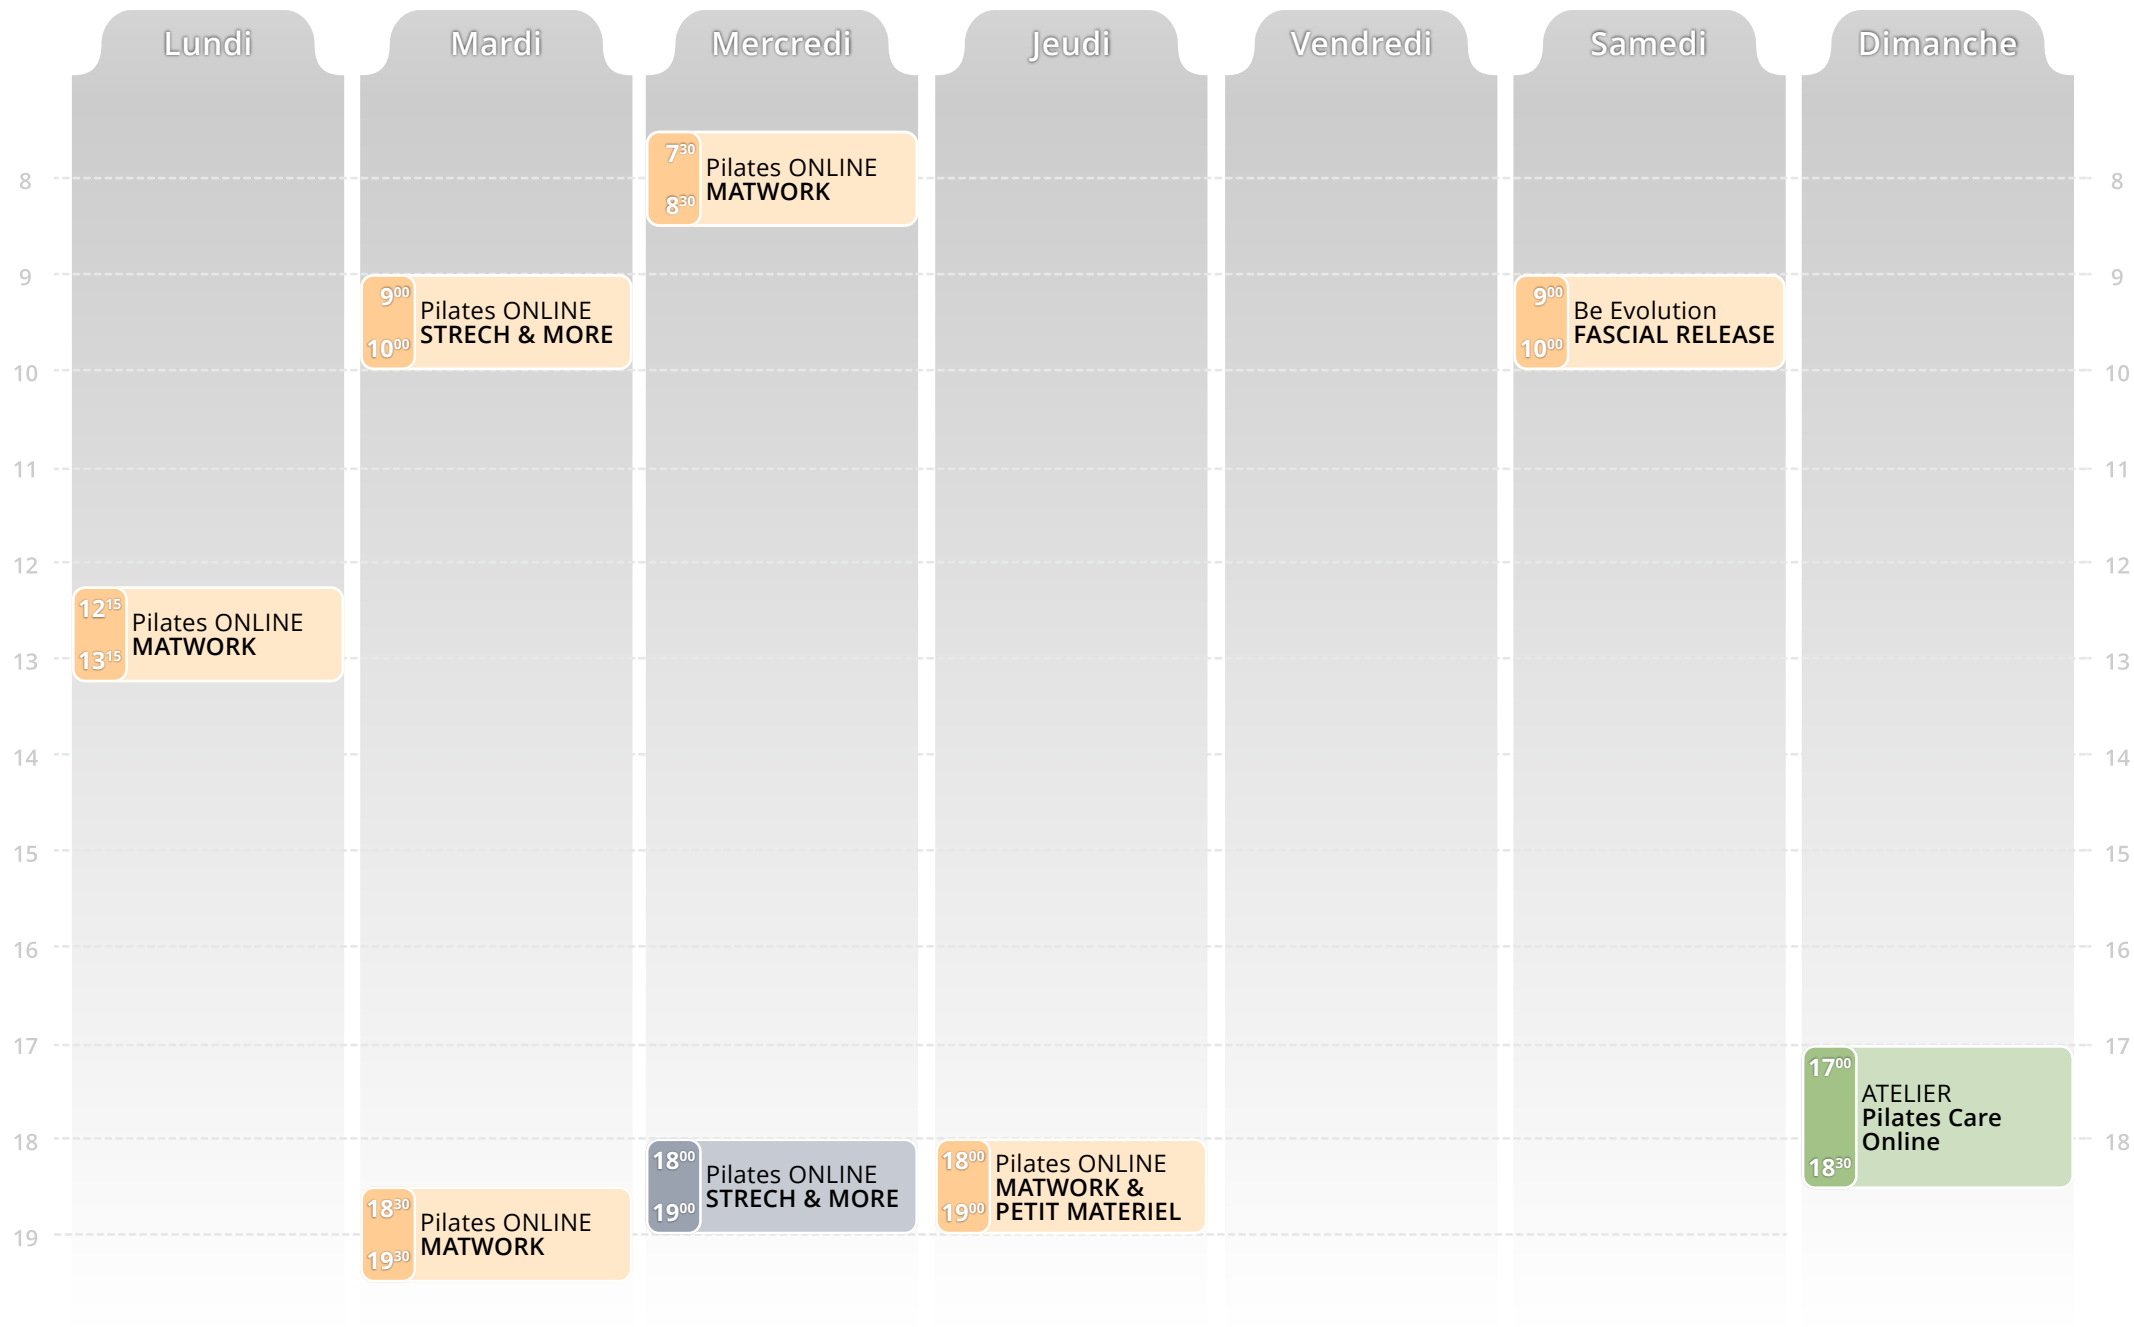 Lundi
Mardi
Mercredi
Jeudi
Vendredi
Samedi
Dimanche
7³⁰
8³⁰
Pilates ONLINE
MATWORK
8
8
9
9
9⁰⁰
10⁰⁰
Pilates ONLINE
STRECH & MORE
9⁰⁰
10⁰⁰
Be Evolution
FASCIAL RELEASE
10
10
11
11
12
12
12¹⁵
13¹⁵
Pilates ONLINE
MATWORK
13
13
14
14
15
15
16
16
17
17
17⁰⁰
18³⁰
ATELIER
Pilates Care
Online
18
18
18⁰⁰
19⁰⁰
Pilates ONLINE
STRECH & MORE
18⁰⁰
19⁰⁰
Pilates ONLINE
MATWORK &
PETIT MATERIEL
18³⁰
19³⁰
Pilates ONLINE
MATWORK
19